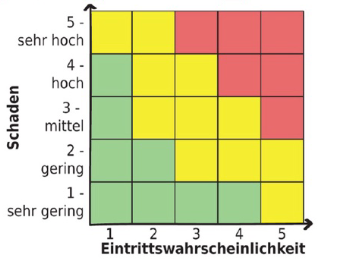 Schaden
5 -
sehr hoch
4 -
hoch
3 -
mittel
2 -
gering
1 -
sehr gering
1 2 3 4 5
Eintrittswahrscheinlichkeit